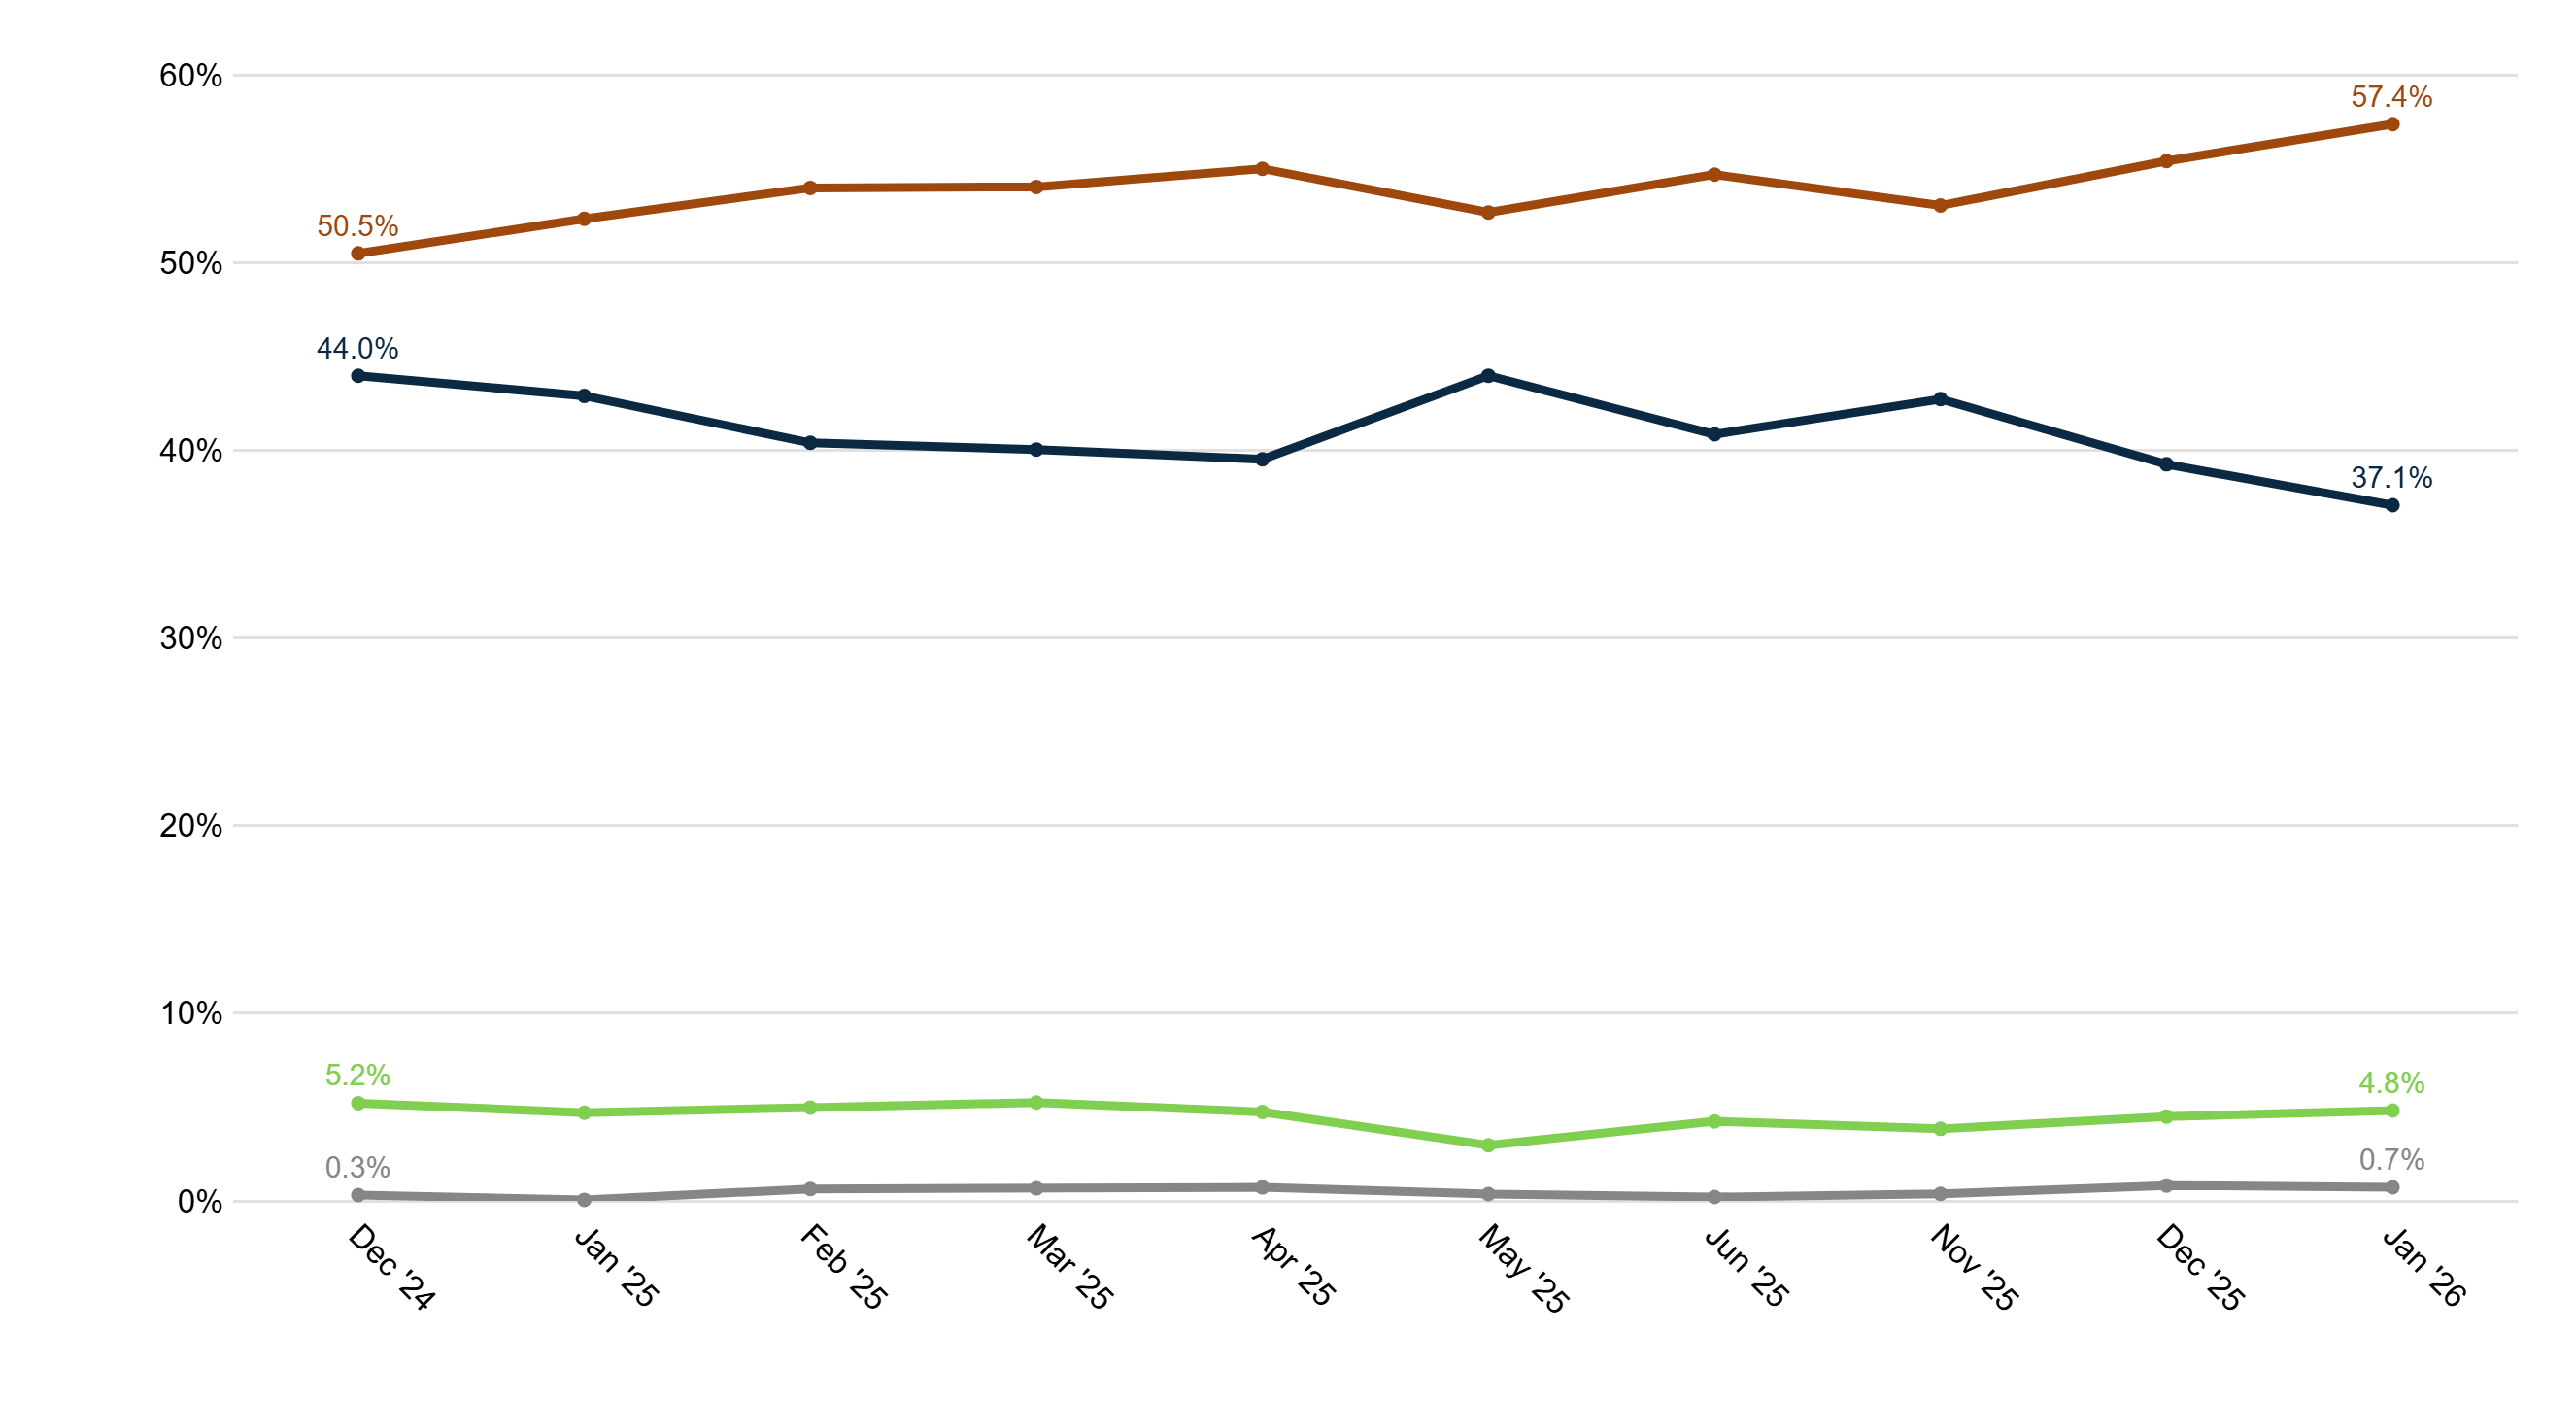 60%
57.4%
50.5%
50%
44.0%
40%
37.1%
30%
20%
10%
5.2%
4.8%
0.3%
0.7%
0%
Dec '24
Jan '25
Feb '25
Mar '25
Apr '25
May '25
Jun '25
Nov '25
Dec '25
Jan '26